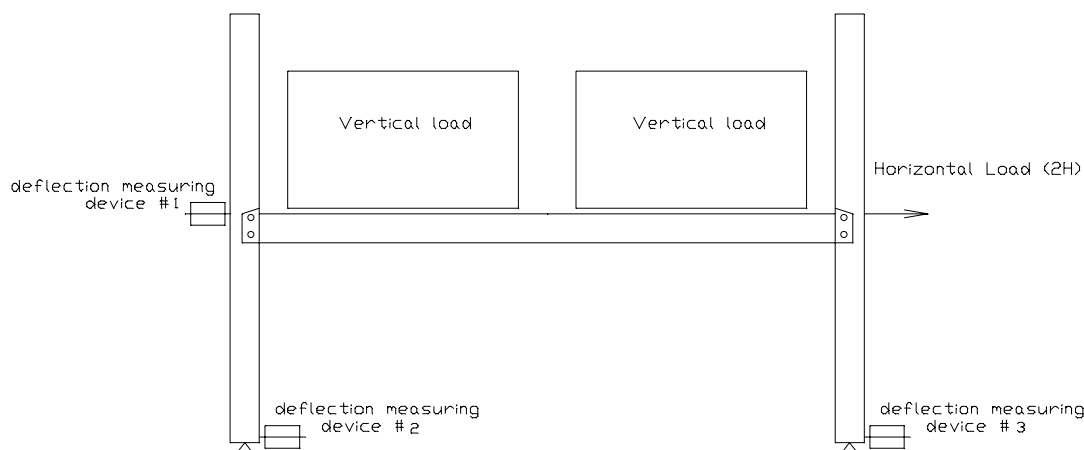 Vertical load
Vertical load
Horizontal Load (2H)
deflection measuring
device #1
deflection measuring
device #2
deflection measuring
device #3